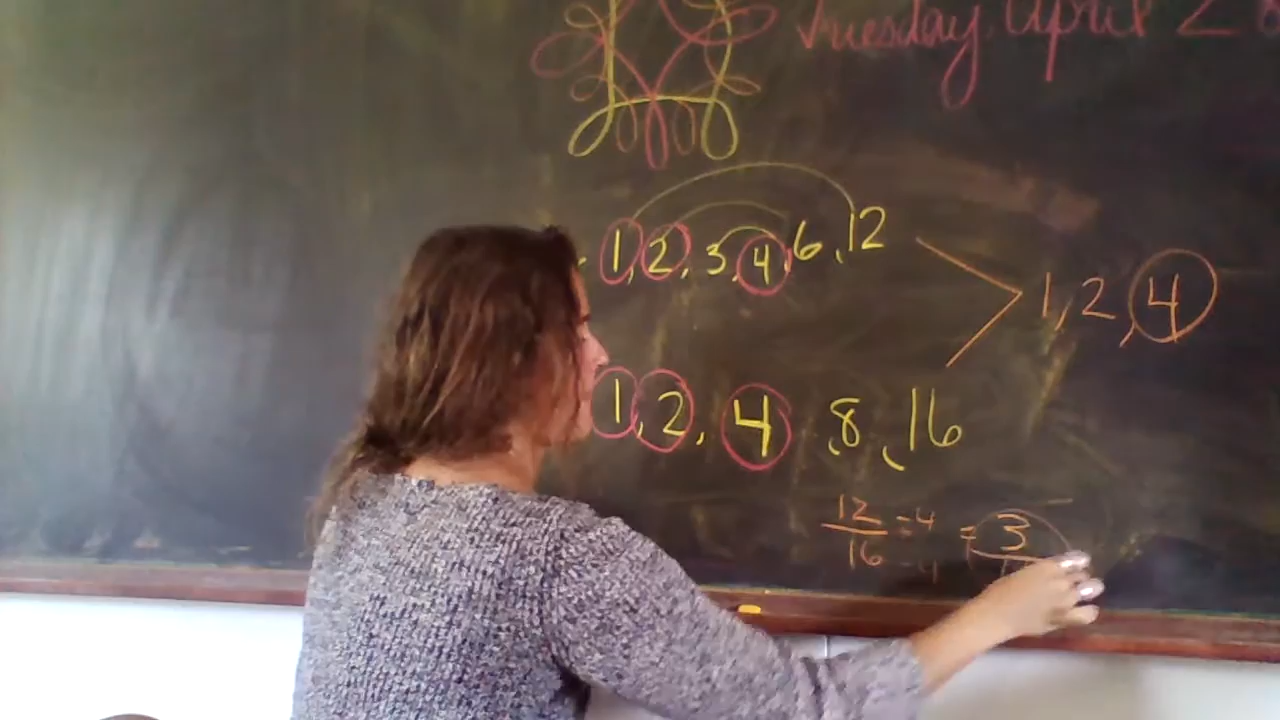 Tuesday, April 2
1, 2, 3, 4, 6, 12
1, 2, 4
1, 2, 4, 8, 16
12 ÷ 4 = 3
16 ÷ 4